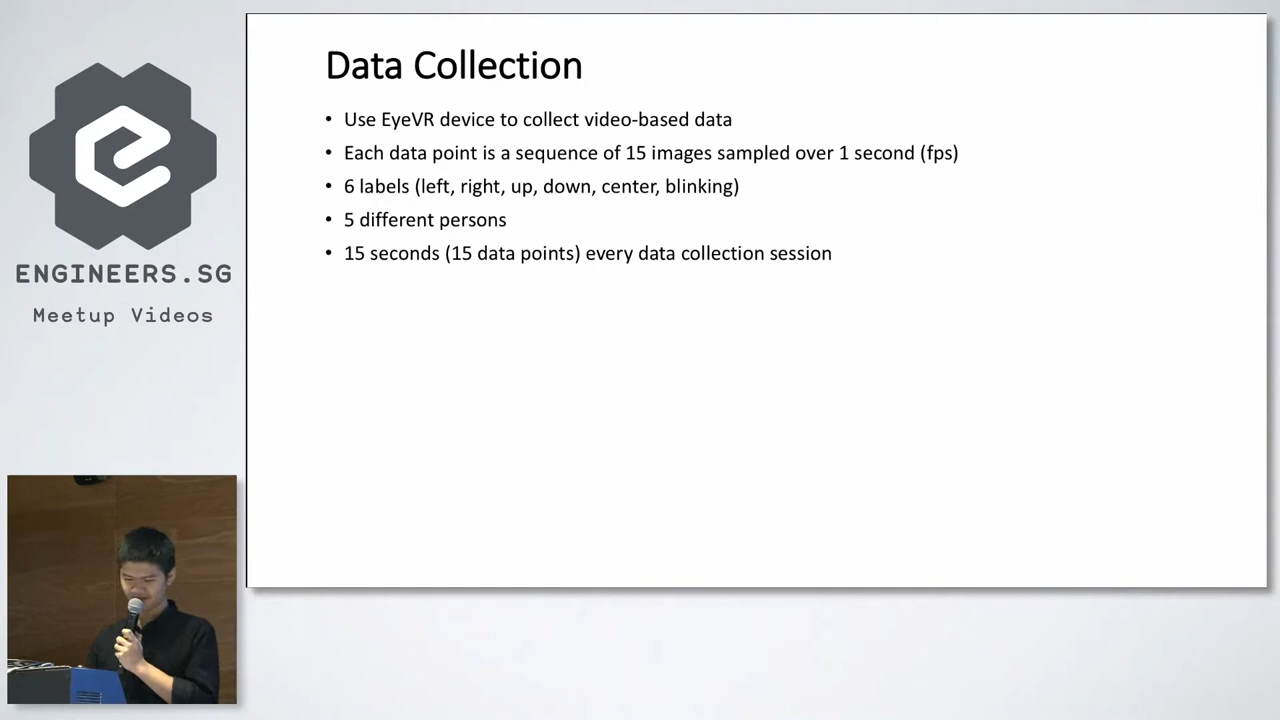 Data Collection
• Use EyeVR device to collect video-based data
• Each data point is a sequence of 15 images sampled over 1 second (fps)
• 6 labels (left, right, up, down, center, blinking)
• 5 different persons
• 15 seconds (15 data points) every data collection session
ENGINEERS.SG
Meetup Videos